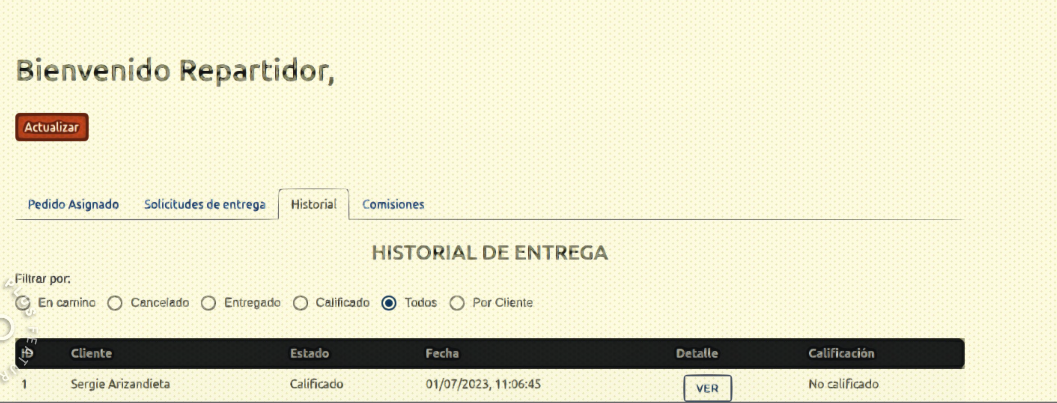 Bienvenido Repartidor,
Actualizar
Pedido Asignado Solicitudes de entrega Historial Comisiones
HISTORIAL DE ENTREGA
Filtrar por:
En camino Cancelado Entregado Calificado Todos Por Cliente
ID Cliente Estado Fecha Detalle Calificación
1 Sergie Arizandieta Calificado 01/07/2023, 11:06:45 VER No calificado